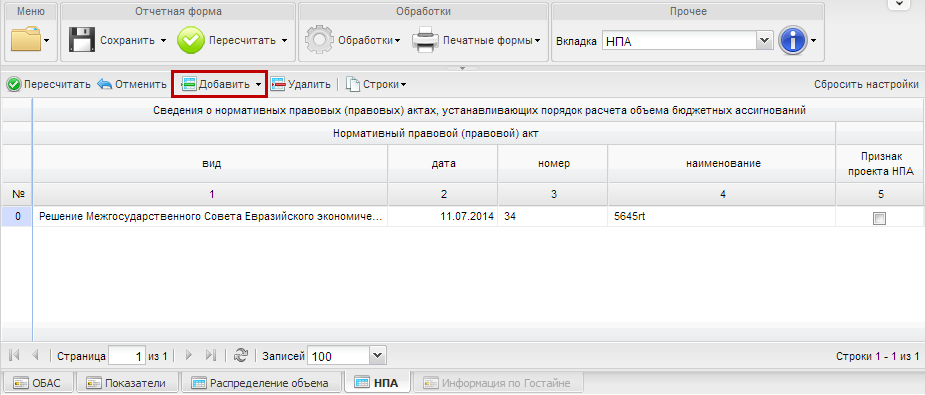 Меню
Отчетная форма
Обработки
Прочее
Сохранить
Пересчитать
Обработки
Печатные формы
Вкладка НПА
Пересчитать Отменить Добавить Удалить Строки Сбросить настройки
Сведения о нормативных правовых (правовых) актах, устанавливающих порядок расчета объема бюджетных ассигнований
Нормативный правовой (правовой) акт
вид дата номер наименование Признак
проекта НПА
№ 1 2 3 4 5
0 Решение Межгосударственного Совета Евразийского экономиче... 11.07.2014 34 5645rt
Страница 1 из 1 Записей 100 Строки 1 - 1 из 1
ОБАС Показатели Распределение объема НПА Информация по Гостайне